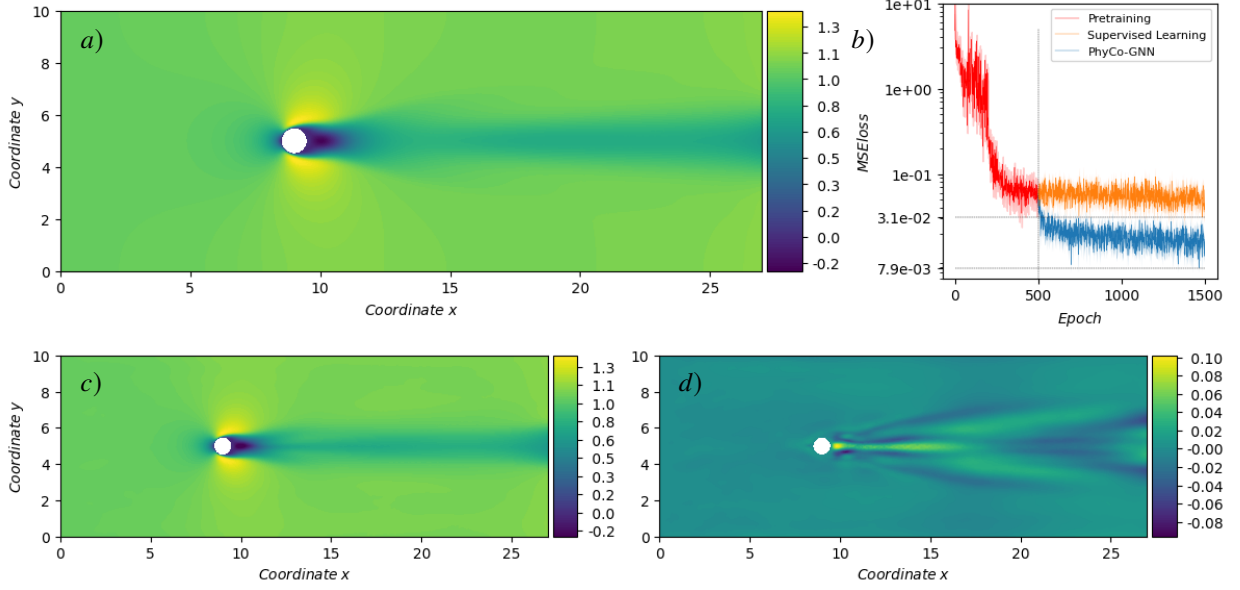 a)
10
8
6
4
2
0
Coordinate y
0 5 10 15 20 25
Coordinate x
1.3
1.1
1.0
0.8
0.6
0.5
0.3
0.2
0.0
-0.2
b)
1e+01
1e+00
1e-01
3.1e-02
7.9e-03
MSEloss
Pretraining
Supervised Learning
PhyCo-GNN
0 500 1000 1500
Epoch
c)
10
8
6
4
2
0
Coordinate y
0 5 10 15 20 25
Coordinate x
1.3
1.1
1.0
0.8
0.6
0.5
0.3
0.2
0.0
-0.2
d)
10
8
6
4
2
0
0 5 10 15 20 25
Coordinate x
0.10
0.08
0.06
0.04
0.02
-0.00
-0.02
-0.04
-0.06
-0.08